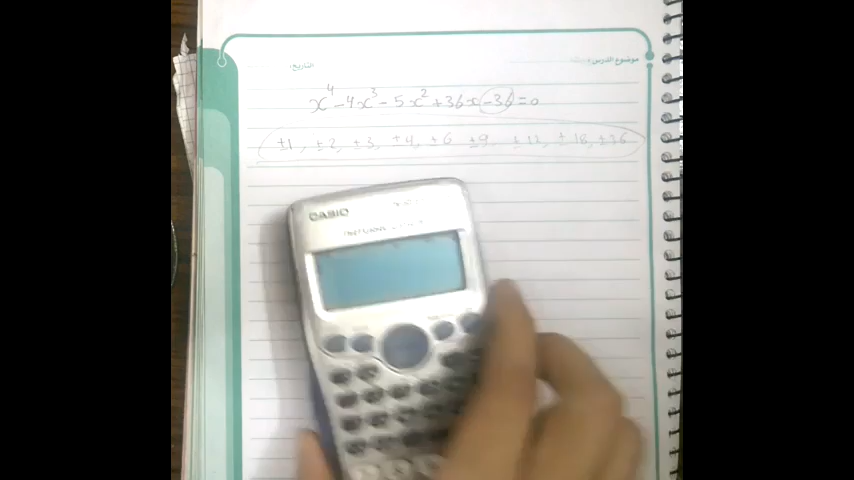 موضوع الدرس: التاريخ:
x⁴ - 4x³ - 5x² + 36x - 36 = 0
±1, ±2, ±3, ±4, ±6, ±9, ±12, ±18, ±36
CASIO